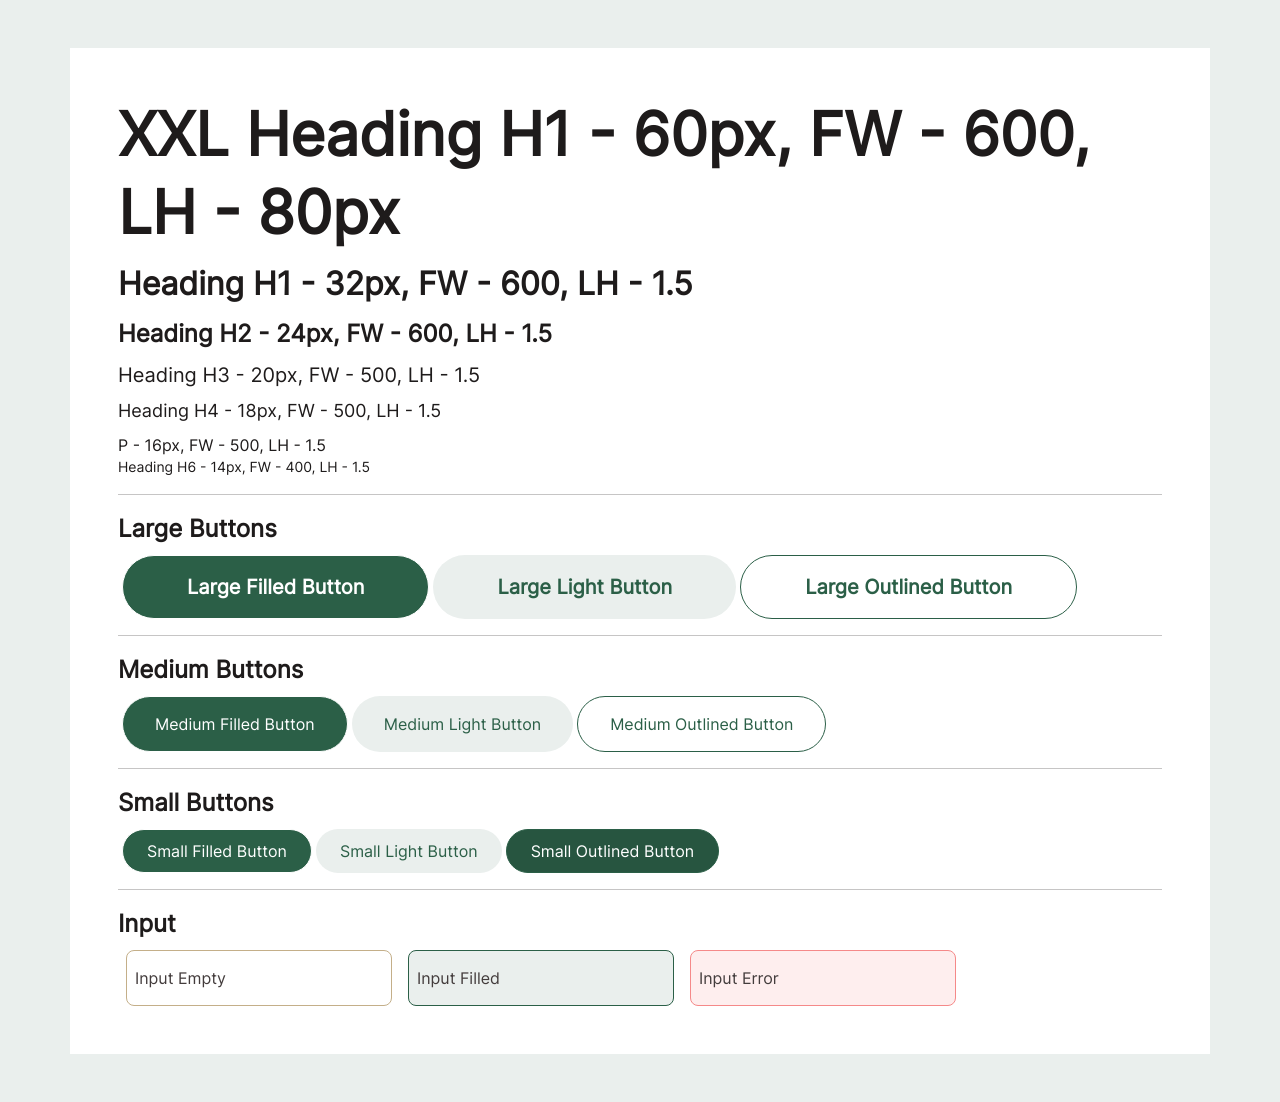 XXL Heading H1 - 60px, FW - 600,
LH - 80px
Heading H1 - 32px, FW - 600, LH - 1.5
Heading H2 - 24px, FW - 600, LH - 1.5
Heading H3 - 20px, FW - 500, LH - 1.5
Heading H4 - 18px, FW - 500, LH - 1.5
P - 16px, FW - 500, LH - 1.5
Heading H6 - 14px, FW - 400, LH - 1.5
Large Buttons
Large Filled Button
Large Light Button
Large Outlined Button
Medium Buttons
Medium Filled Button
Medium Light Button
Medium Outlined Button
Small Buttons
Small Filled Button
Small Light Button
Small Outlined Button
Input
Input Empty
Input Filled
Input Error